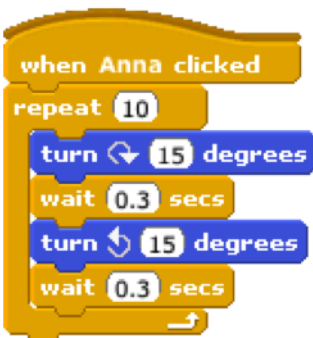 when Anna clicked
repeat 10
turn 15 degrees
wait 0.3 secs
turn 15 degrees
wait 0.3 secs